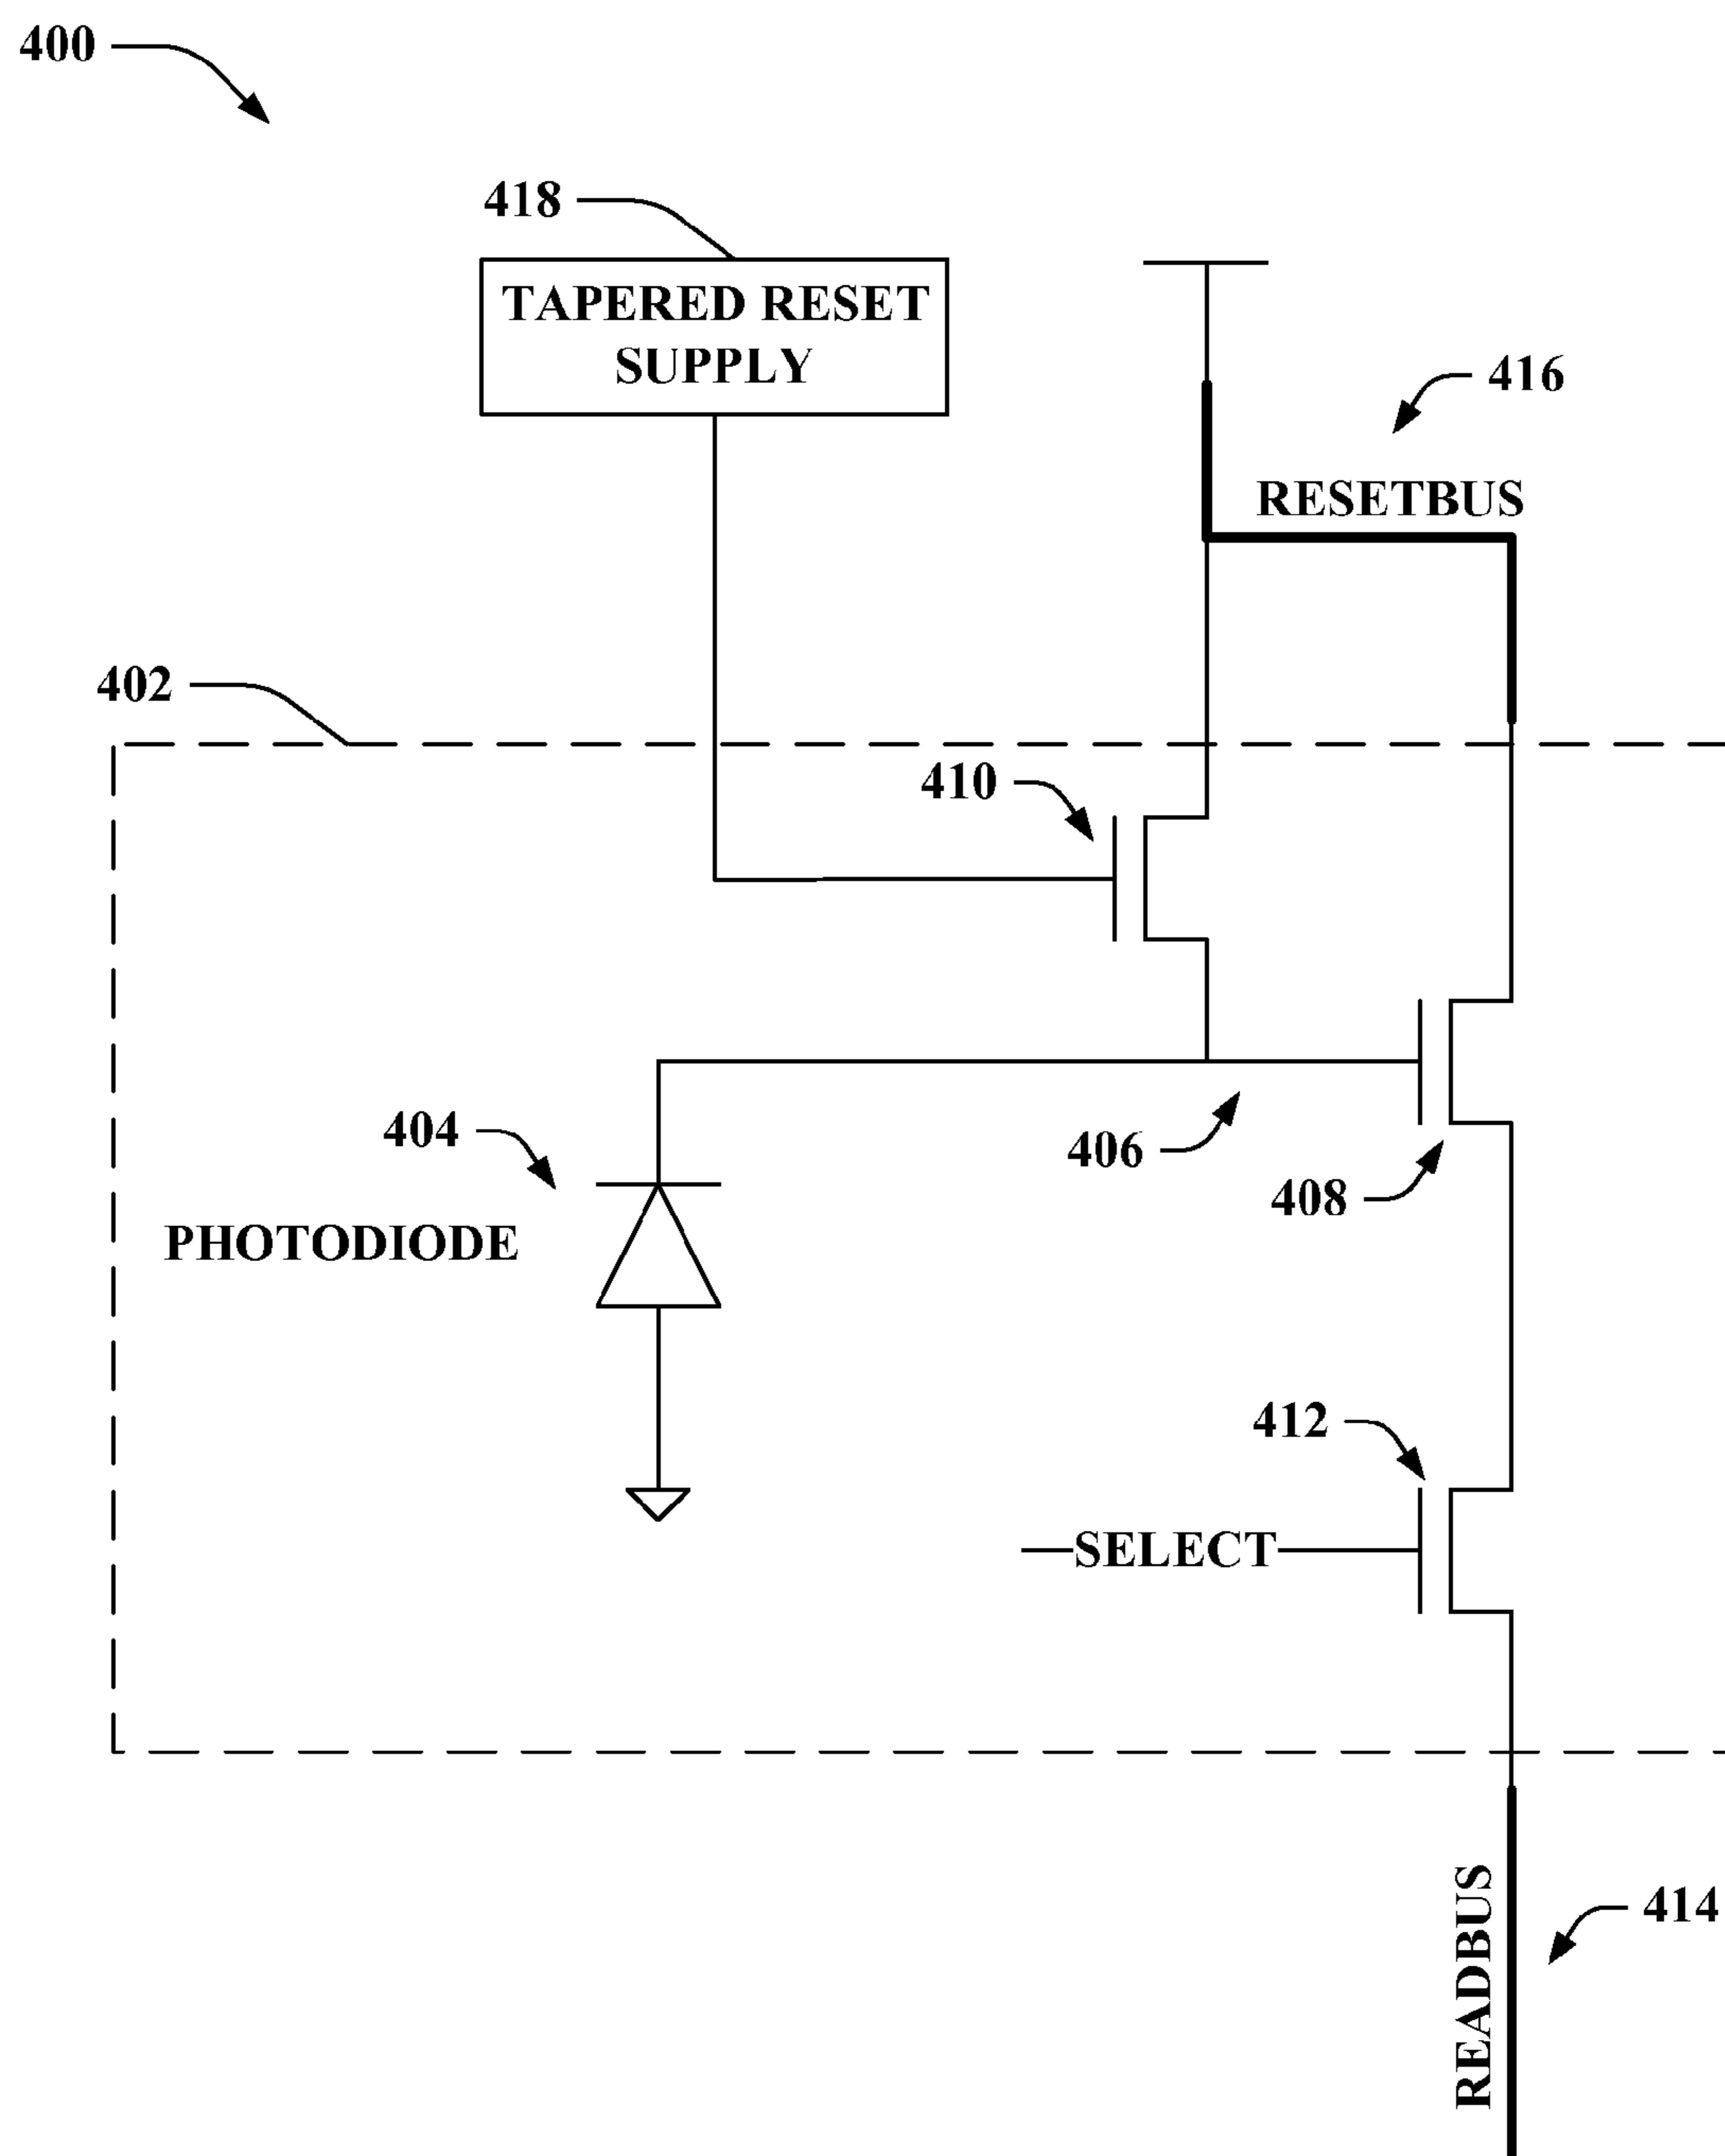 400
418
TAPERED RESET
SUPPLY
416
RESETBUS
402
410
404
406
408
PHOTODIODE
412
SELECT
414
READBUS